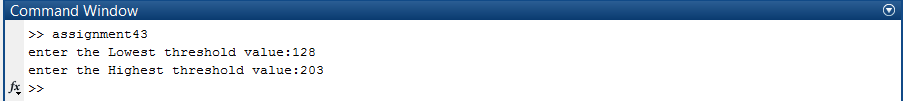 Command Window
>> assignment43
enter the Lowest threshold value:128
enter the Highest threshold value:203
fx >>